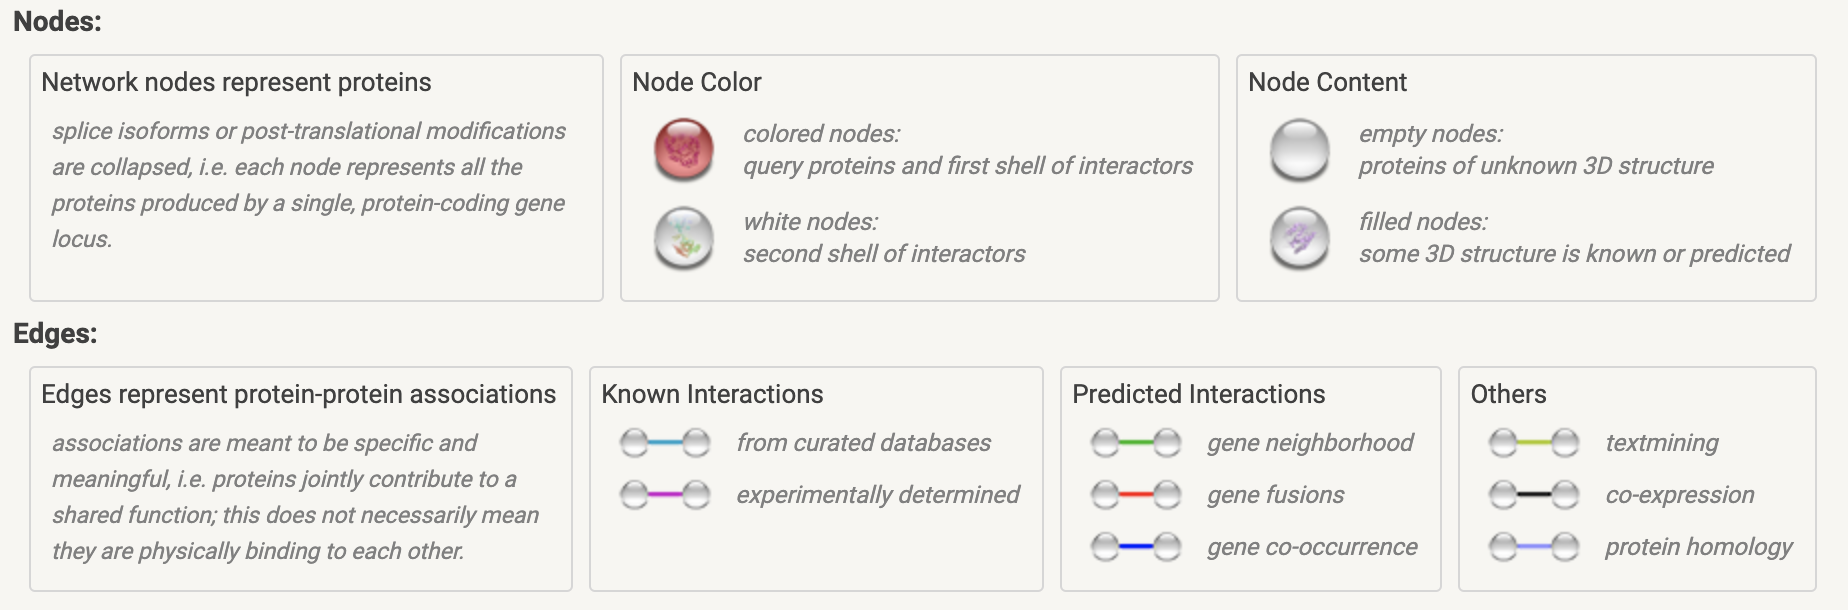 Nodes:
Network nodes represent proteins
splice isoforms or post-translational modifications
are collapsed, i.e. each node represents all the
proteins produced by a single, protein-coding gene
locus.
Node Color
colored nodes:
query proteins and first shell of interactors
white nodes:
second shell of interactors
Node Content
empty nodes:
proteins of unknown 3D structure
filled nodes:
some 3D structure is known or predicted
Edges:
Edges represent protein-protein associations
associations are meant to be specific and
meaningful, i.e. proteins jointly contribute to a
shared function; this does not necessarily mean
they are physically binding to each other.
Known Interactions
from curated databases
experimentally determined
Predicted Interactions
gene neighborhood
gene fusions
gene co-occurrence
Others
textmining
co-expression
protein homology